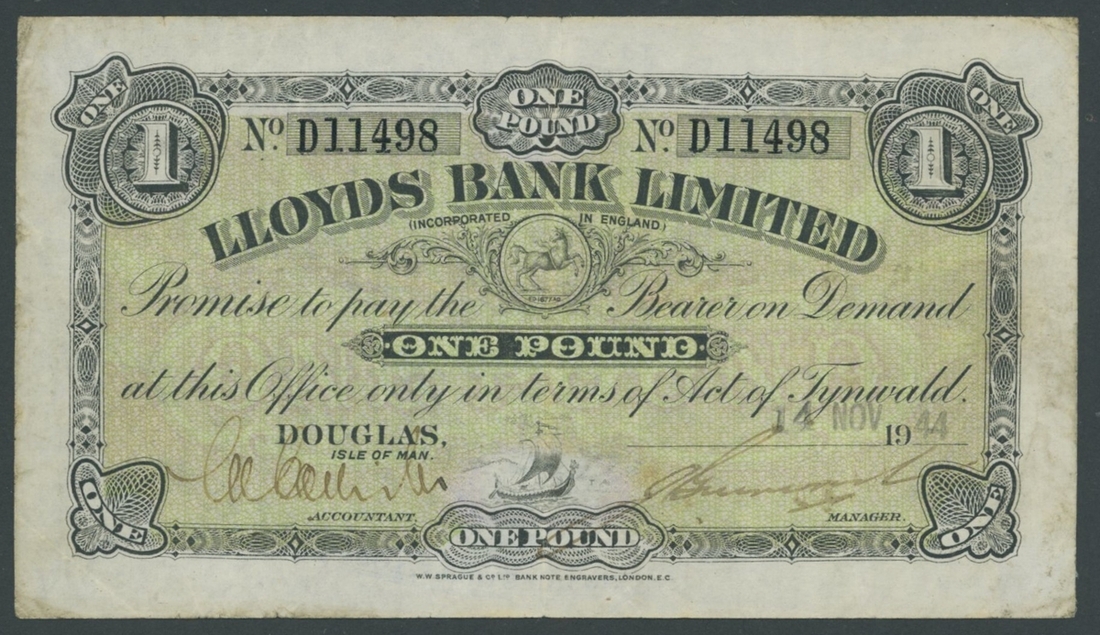 ONE
ONE POUND
ONE
1
1
No. D11498
No. D11498
LLOYDS BANK LIMITED
(INCORPORATED IN ENGLAND)
Promise to pay the Bearer on Demand
ONE POUND
at this Office only in terms of Act of Tynwald.
14 NOV 1944
DOUGLAS,
ISLE OF MAN.
ACCOUNTANT.
MANAGER.
ONE
ONE POUND
ONE
W.W. SPRAGUE & Co LTD BANK NOTE ENGRAVERS, LONDON, E.C.